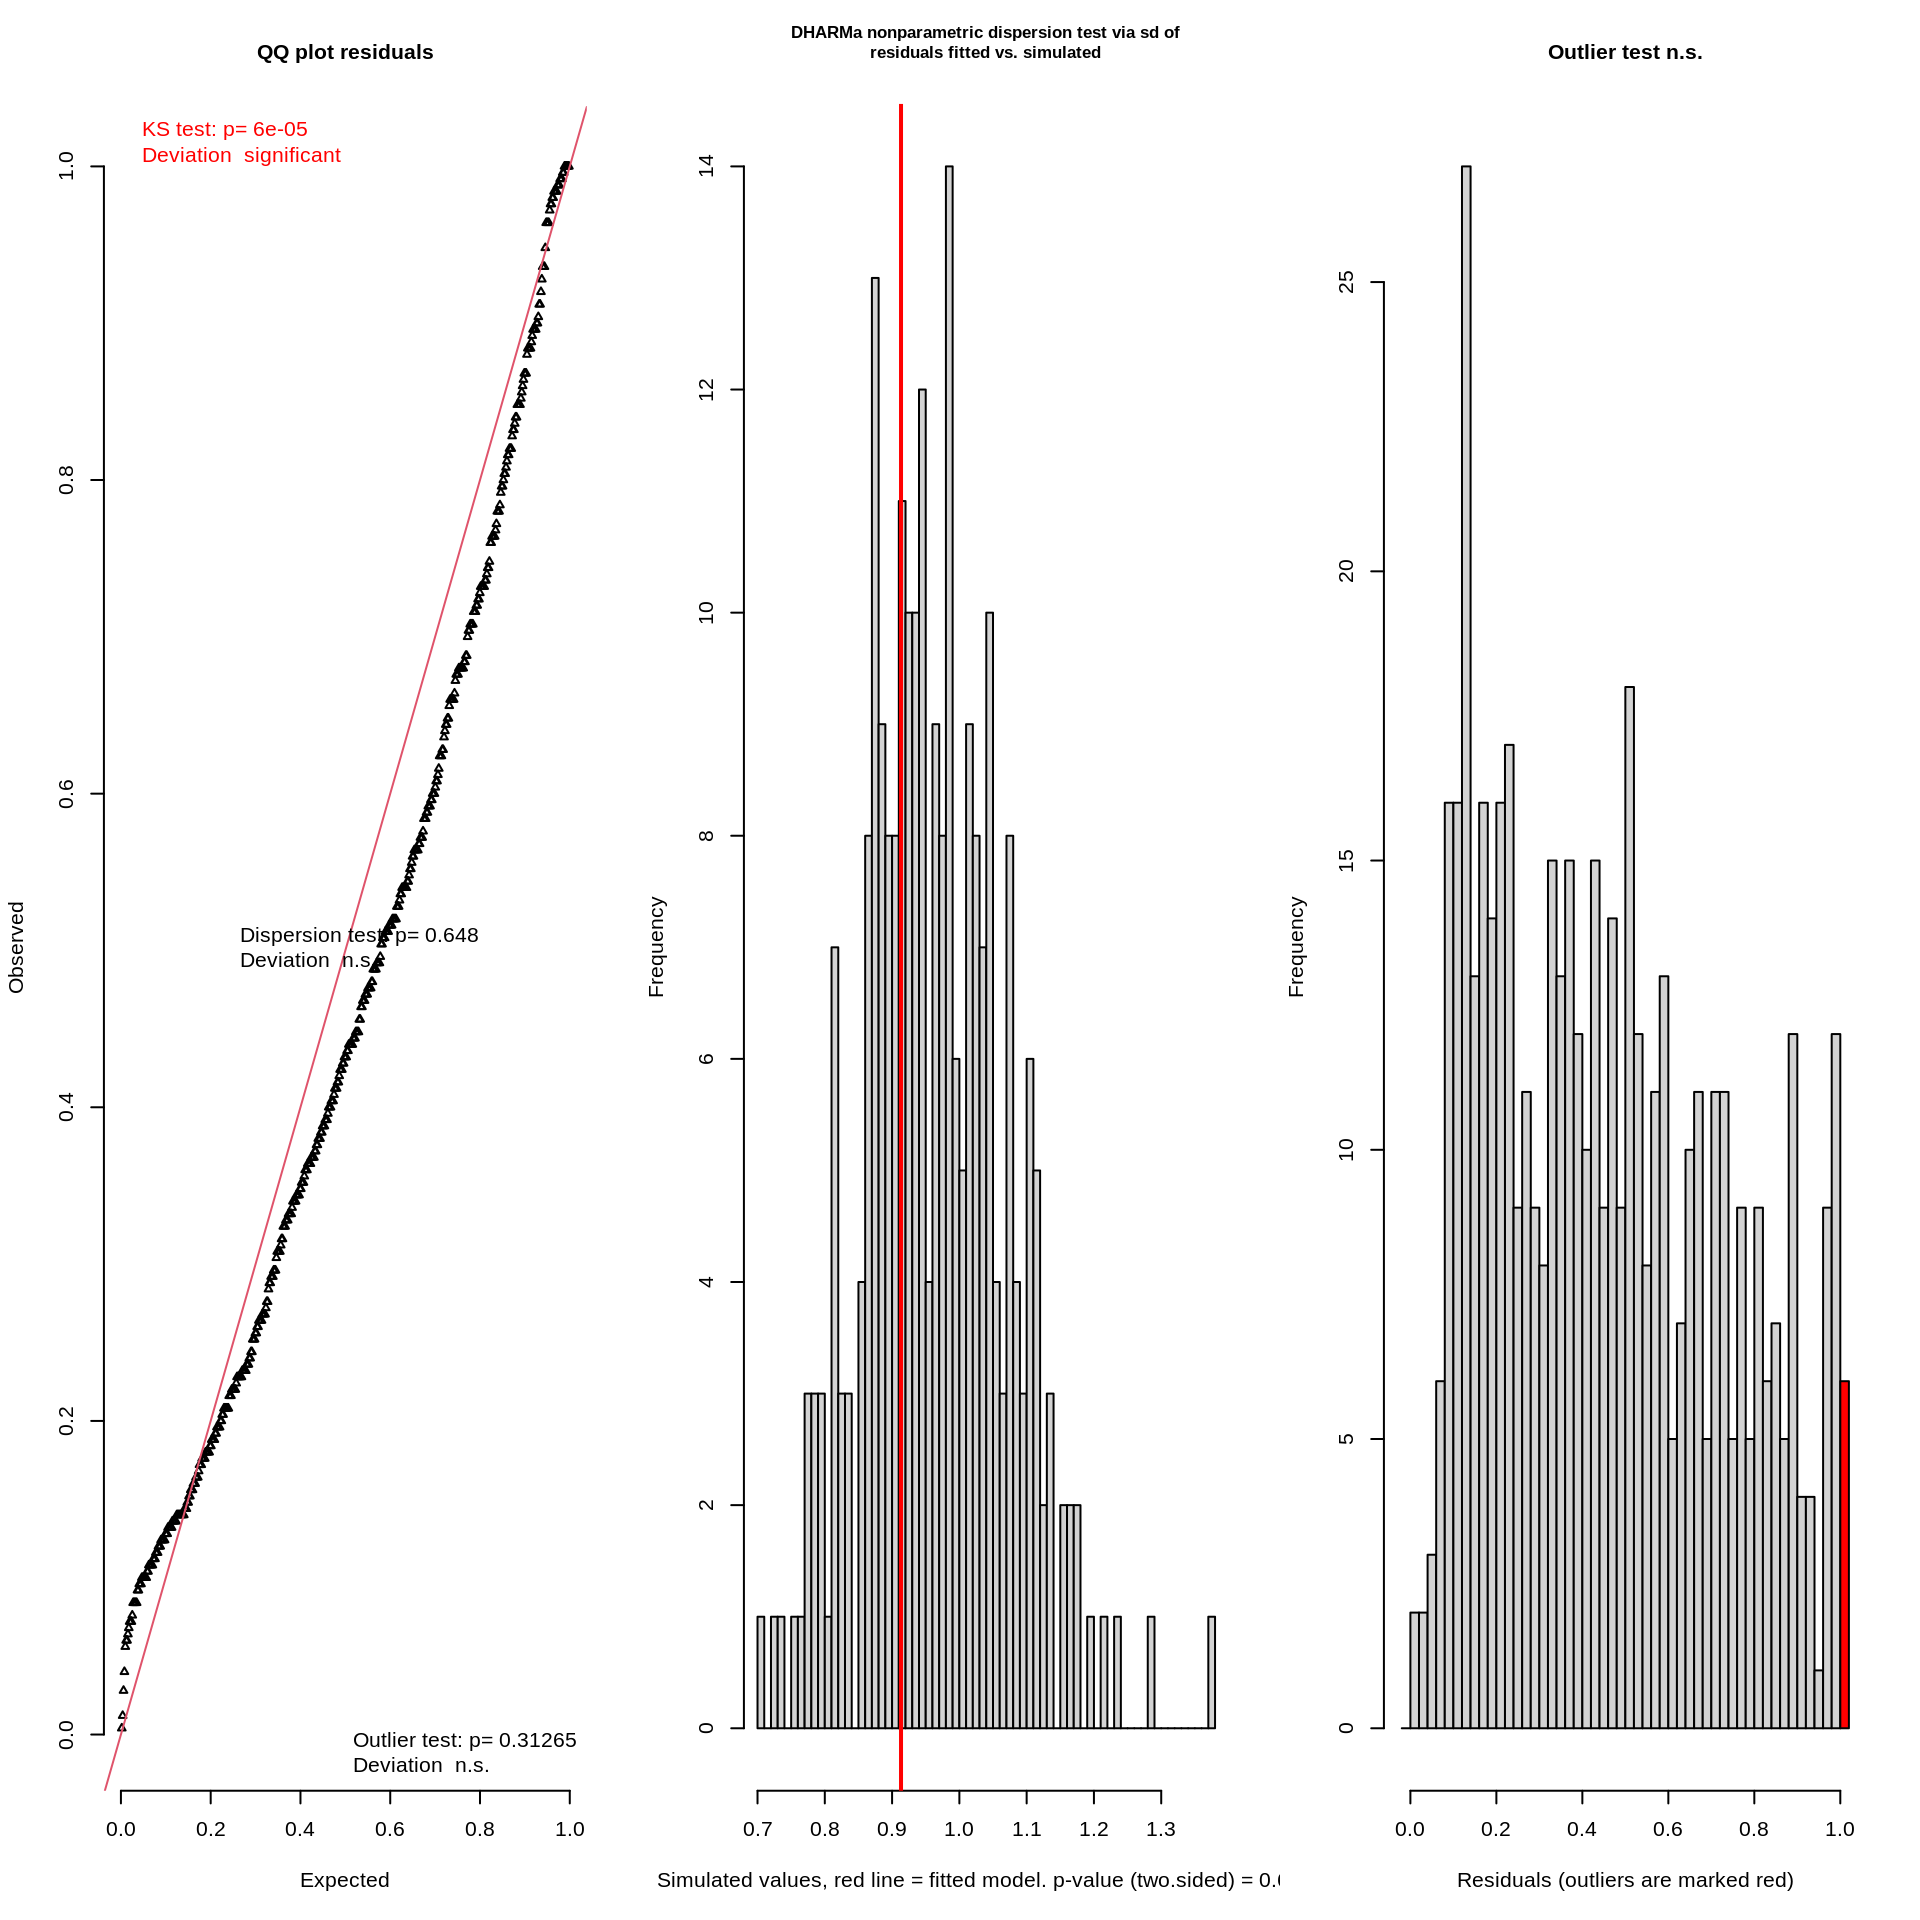 QQ plot residuals
KS test: p= 6e-05
Deviation  significant
Dispersion test: p= 0.648
Deviation  n.s.
Outlier test: p= 0.31265
Deviation  n.s.
Observed
0.0
0.2
0.4
0.6
0.8
1.0
0.0 0.2 0.4 0.6 0.8 1.0
Expected
DHARMa nonparametric dispersion test via sd of
residuals fitted vs. simulated
Frequency
0
2
4
6
8
10
12
14
0.7 0.8 0.9 1.0 1.1 1.2 1.3
Simulated values, red line = fitted model. p-value (two.sided) = 0.
Outlier test n.s.
Frequency
0
5
10
15
20
25
0.0 0.2 0.4 0.6 0.8 1.0
Residuals (outliers are marked red)